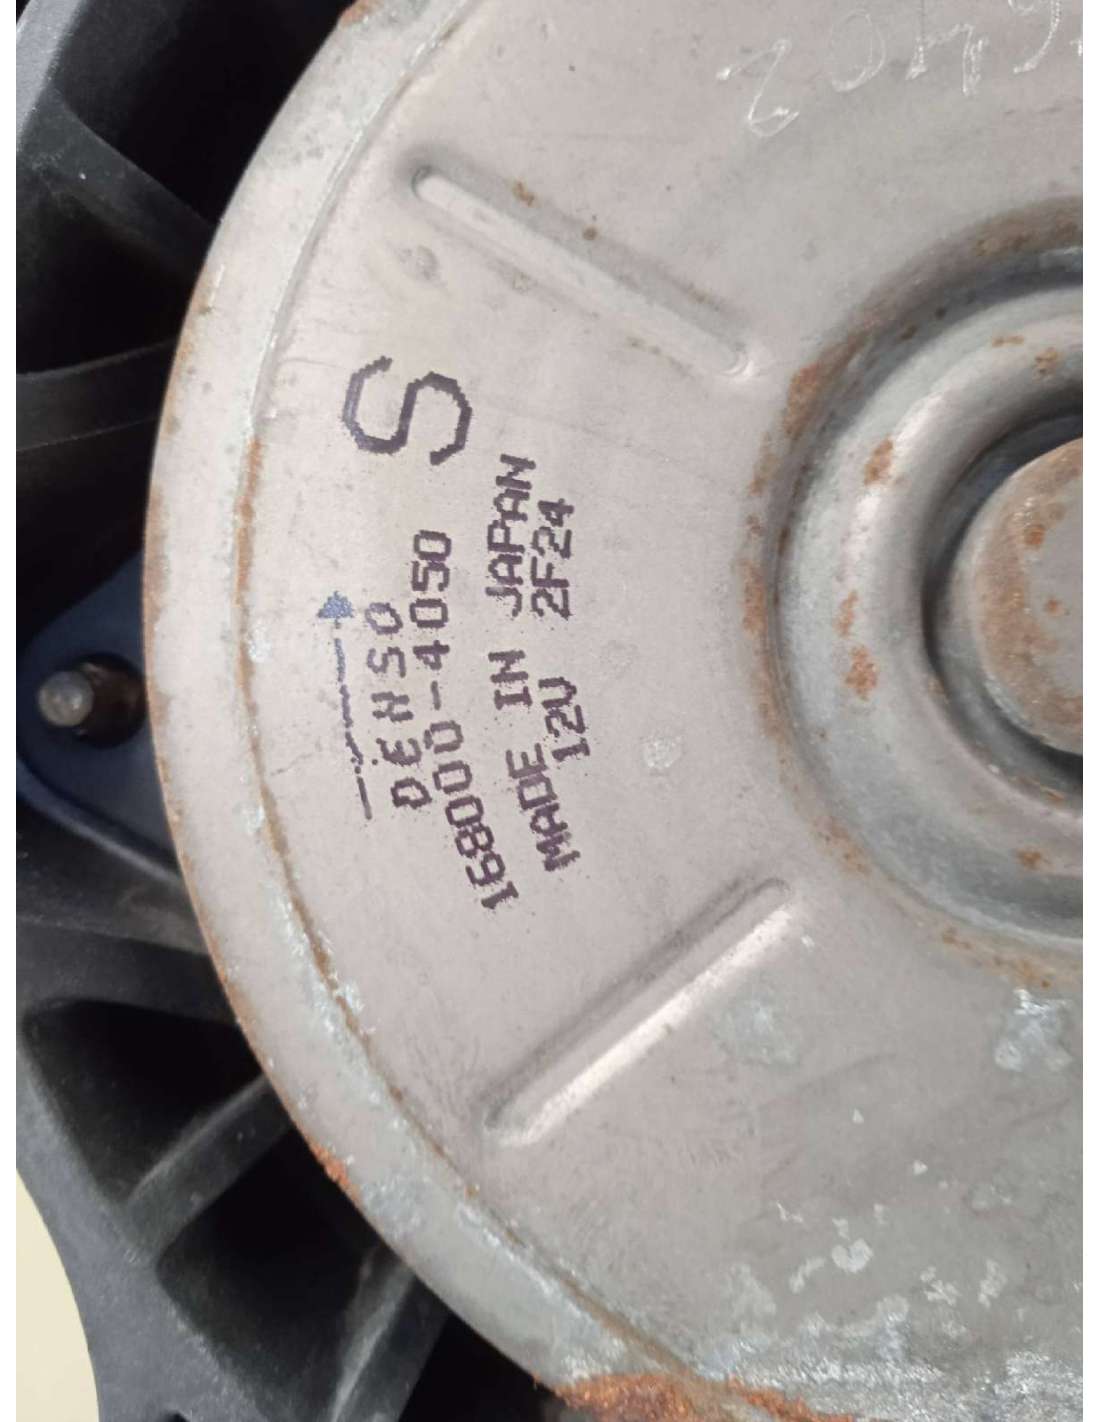 S
DENSO
168000-4050
MADE IN JAPAN
12V 2F24